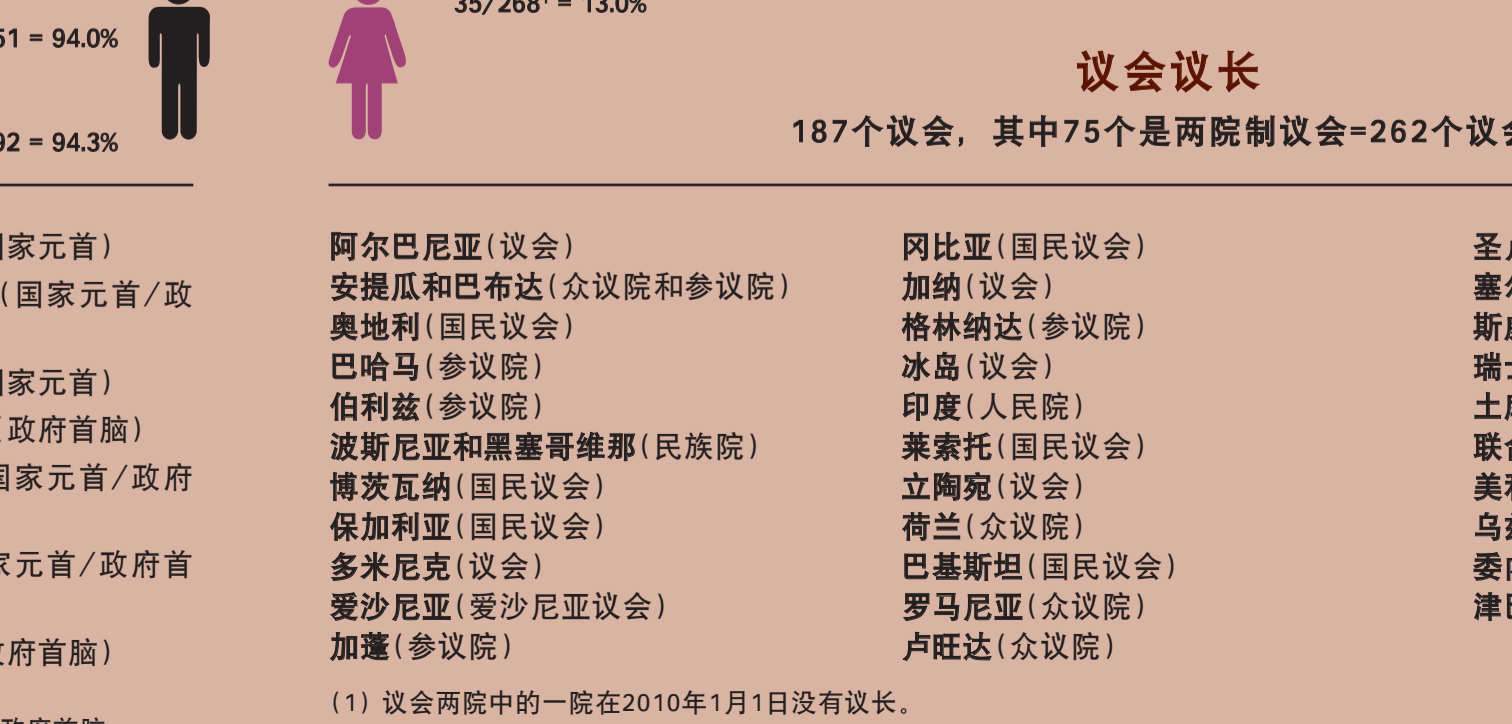 35/268¹ = 13.0%
51 = 94.0%
议会议长
187个议会，其中75个是两院制议会=262个议会
92 = 94.3%
国家元首)
(国家元首/政
国家元首)
(政府首脑)
国家元首/政府
家元首/政府首
政府首脑)
阿尔巴尼亚(议会)
安提瓜和巴布达(众议院和参议院)
奥地利(国民议会)
巴哈马(参议院)
伯利兹(参议院)
波斯尼亚和黑塞哥维那(民族院)
博茨瓦纳(国民议会)
保加利亚(国民议会)
多米尼克(议会)
爱沙尼亚(爱沙尼亚议会)
加蓬(参议院)
冈比亚(国民议会)
加纳(议会)
格林纳达(参议院)
冰岛(议会)
印度(人民院)
莱索托(国民议会)
立陶宛(议会)
荷兰(众议院)
巴基斯坦(国民议会)
罗马尼亚(众议院)
卢旺达(众议院)
圣
塞
斯
瑞士
土
联合
美利
乌兹
委内
津巴
(1) 议会两院中的一院在2010年1月1日没有议长。